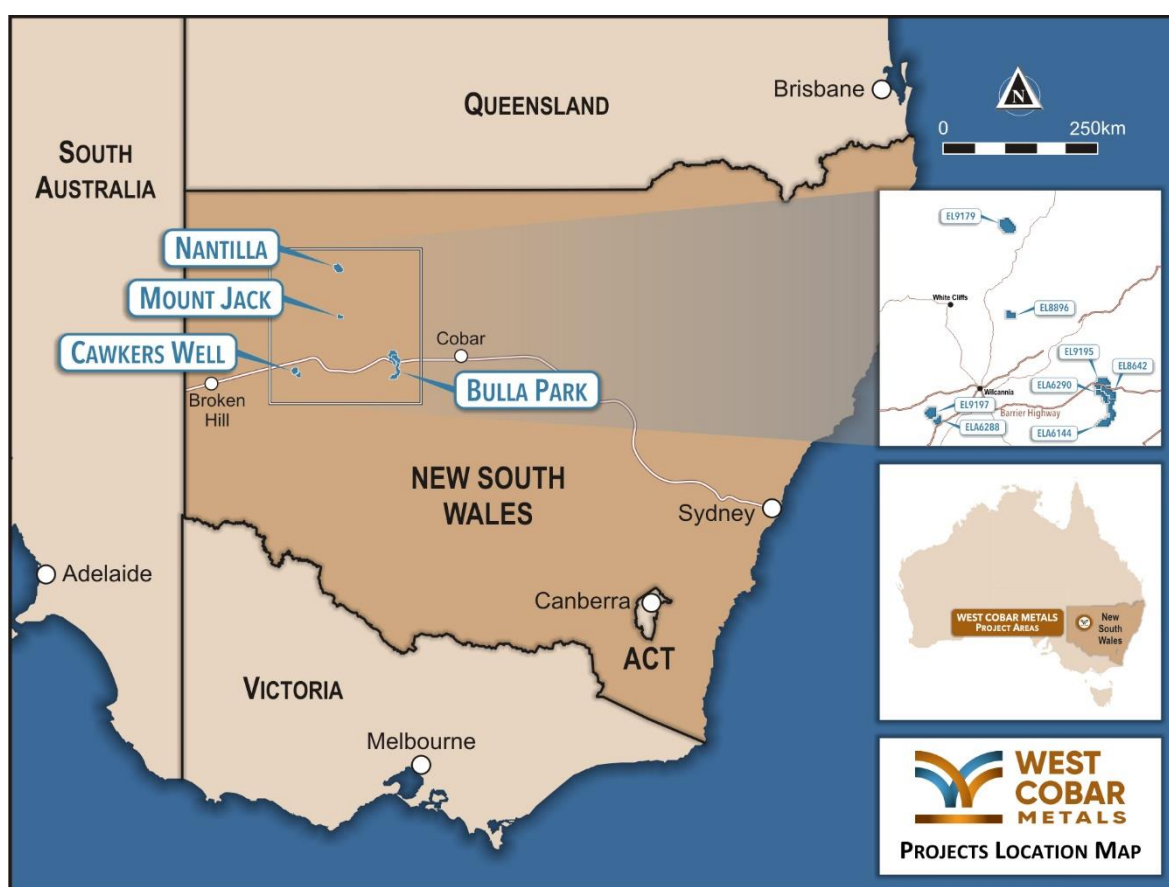 QUEENSLAND
Brisbane
N
0 250km
SOUTH
AUSTRALIA
NANTILLA
MOUNT JACK
CAWKERS WELL
Cobar
BULLA PARK
Broken
Hill
NEW SOUTH
WALES
Sydney
Adelaide
Canberra
ACT
VICTORIA
Melbourne
EL9179
White Cliffs
EL8896
EL9195
EL8642
ELA6290
Wilcannia
EL9197
Barrier Highway
ELA6288
ELA6144
WEST COBAR METALS
PROJECT AREAS
New
South
Wales
WEST
COBAR
METALS
PROJECTS LOCATION MAP